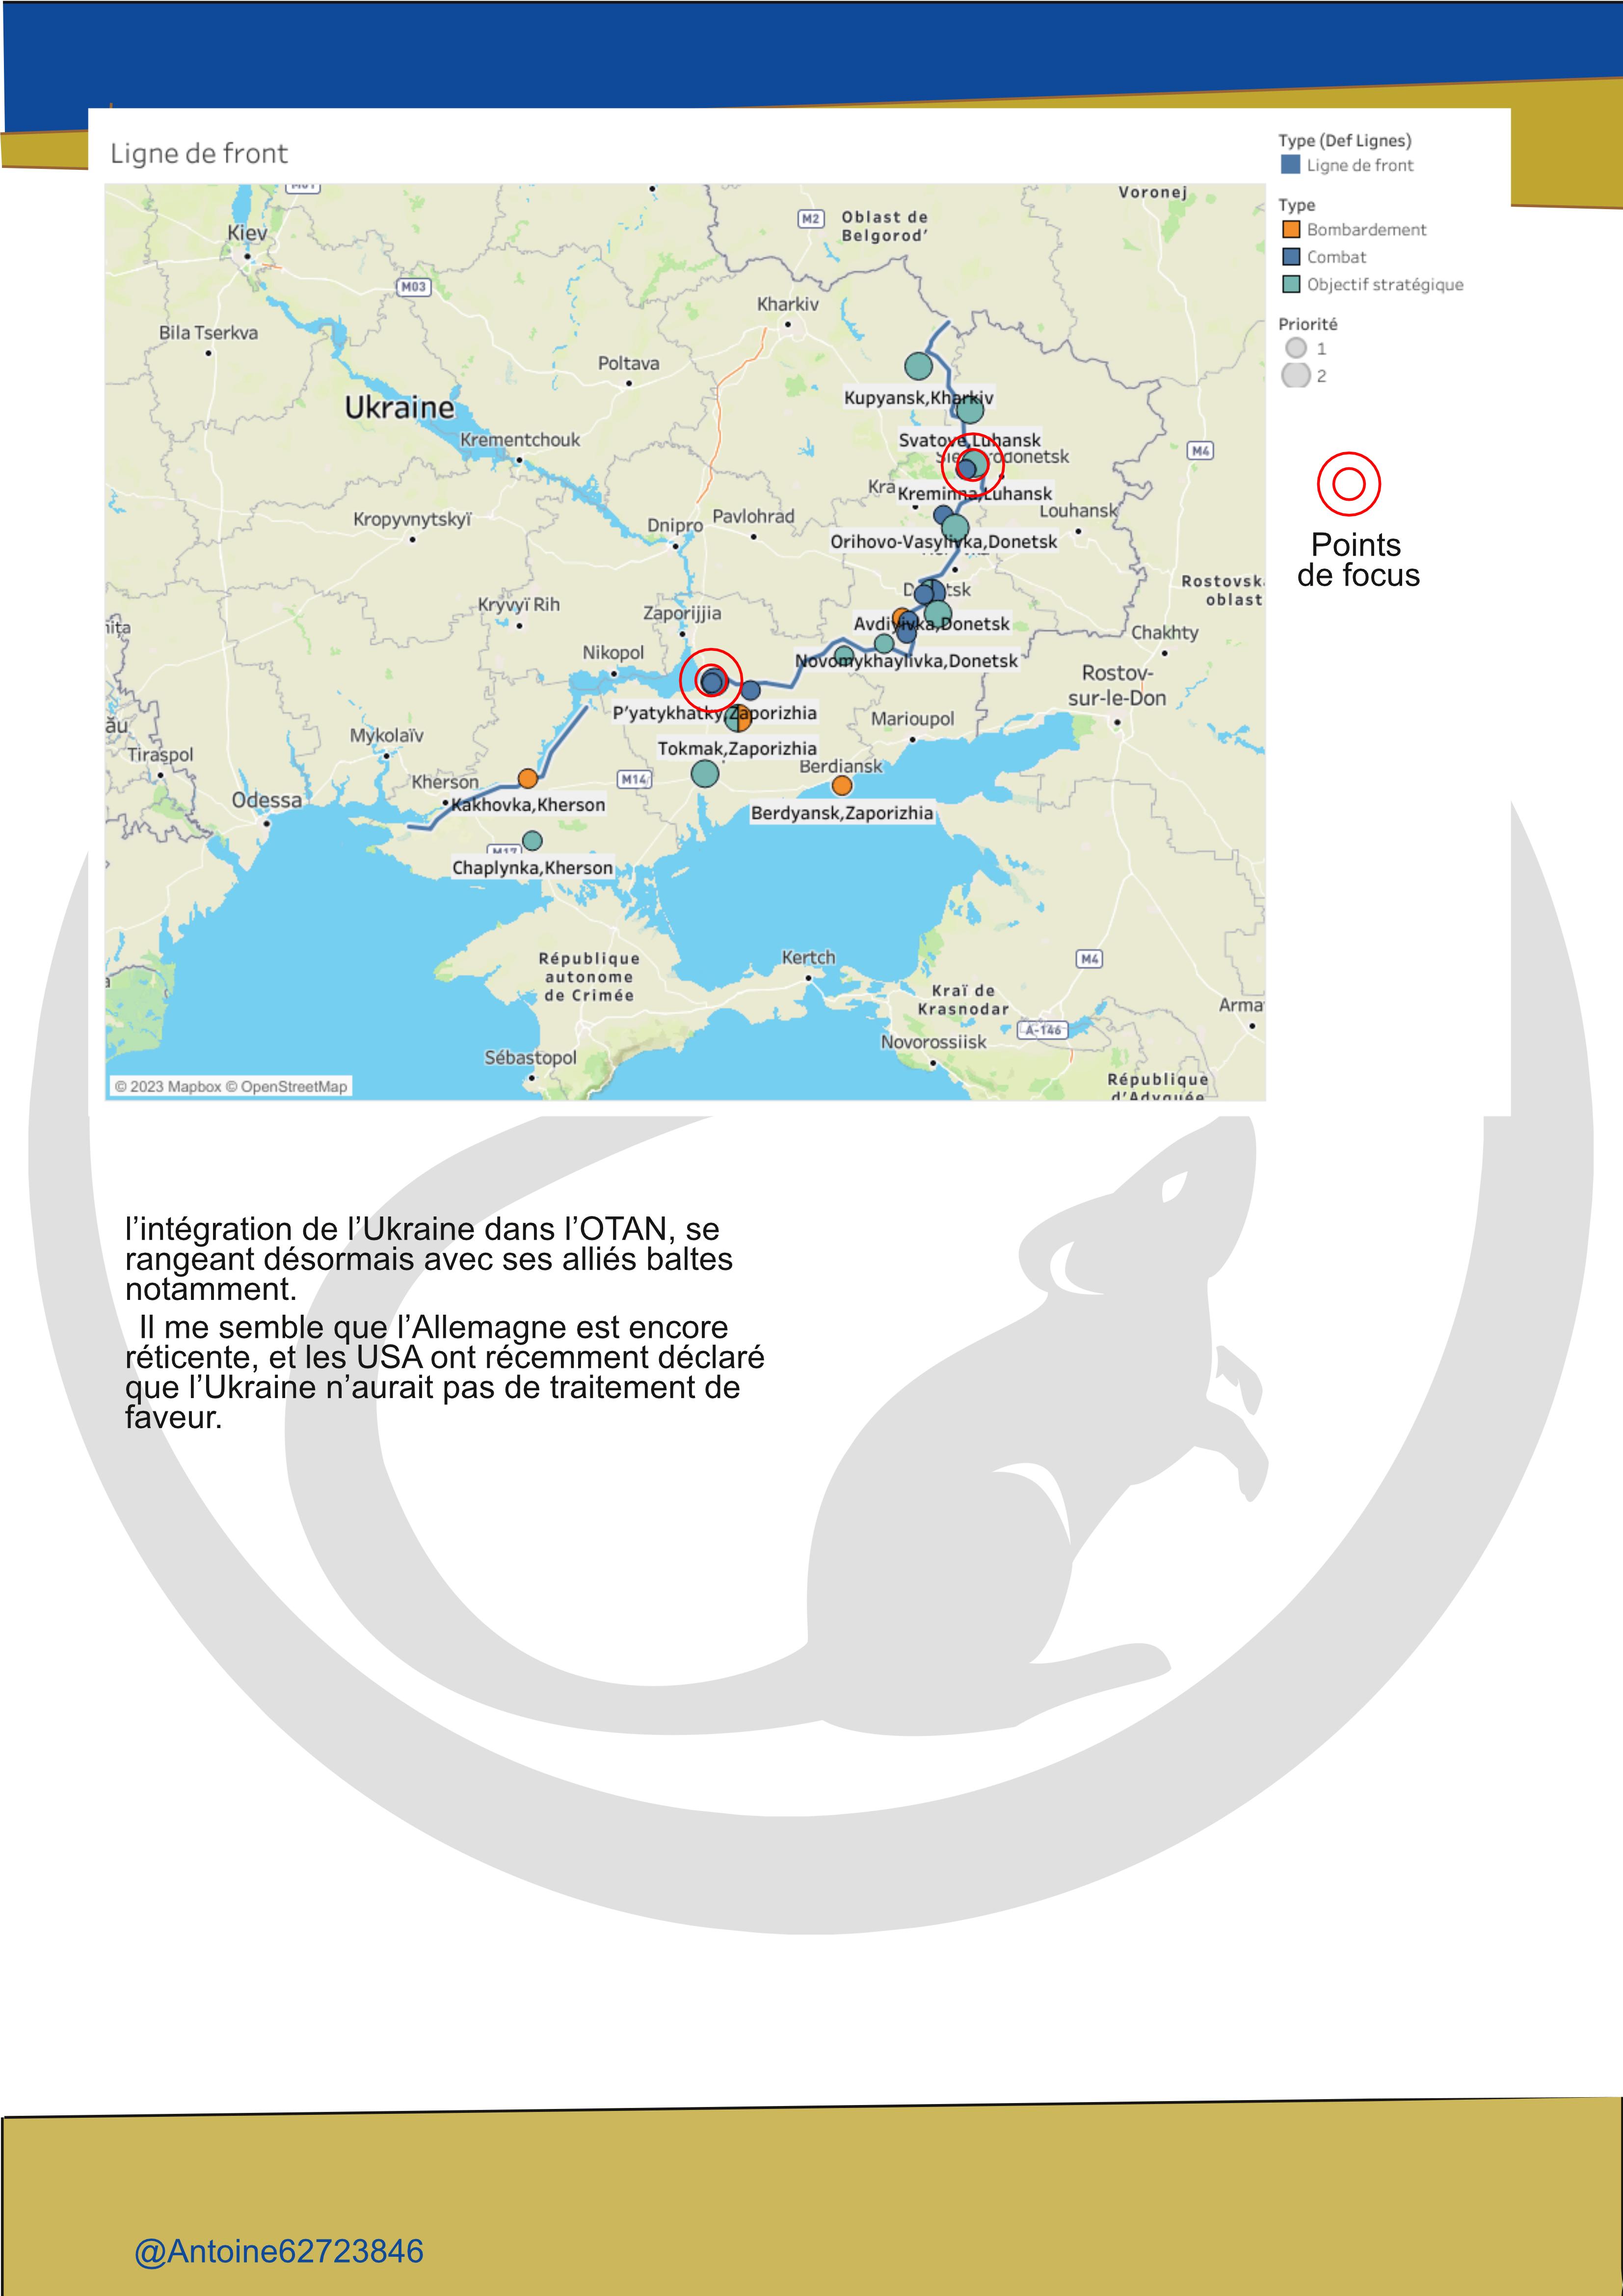 Ligne de front
Type (Def Lignes)
Ligne de front
Type
Bombardement
Combat
Objectif stratégique
Priorité
1
2
Points
de focus
Voronej
M2
Oblast de
Belgorod'
Kiev
M03
Kharkiv
Bila Tserkva
Poltava
Ukraine
Kupyansk,Kharkiv
Krementchouk
Svatove,Luhansk
M4
Kreminna,Luhansk
Louhansk
Kropyvnytskyï
Dnipro
Pavlohrad
Orihovo-Vasylivka,Donetsk
Rostovsk
oblast
Kryvyï Rih
Zaporijjia
Avdiyivka,Donetsk
Chakhty
Nikopol
Novomykhaylivka,Donetsk
Rostov-
sur-le-Don
P'yatykhatky,Zaporizhia
Marioupol
Mykolaïv
Tiraspol
Tokmak,Zaporizhia
Berdiansk
Kherson
M14
Odessa
Kakhovka,Kherson
Berdyansk,Zaporizhia
M17
Chaplynka,Kherson
République
autonome
de Crimée
Kertch
M4
Kraï de
Krasnodar
Arma
A-146
Novorossiisk
Sébastopol
République
d'Adyguée
© 2023 Mapbox © OpenStreetMap
l'intégration de l'Ukraine dans l'OTAN, se
rangeant désormais avec ses alliés baltes
notamment.
Il me semble que l'Allemagne est encore
réticente, et les USA ont récemment déclaré
que l'Ukraine n'aurait pas de traitement de
faveur.
@Antoine62723846